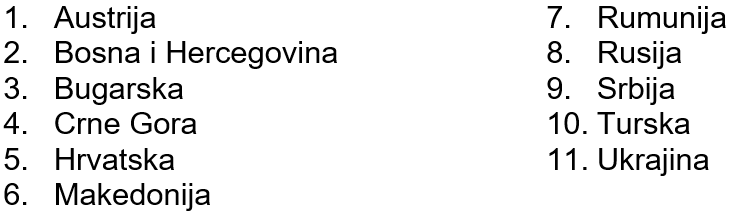 1. Austrija
2. Bosna i Hercegovina
3. Bugarska
4. Crne Gora
5. Hrvatska
6. Makedonija
7. Rumunija
8. Rusija
9. Srbija
10. Turska
11. Ukrajina